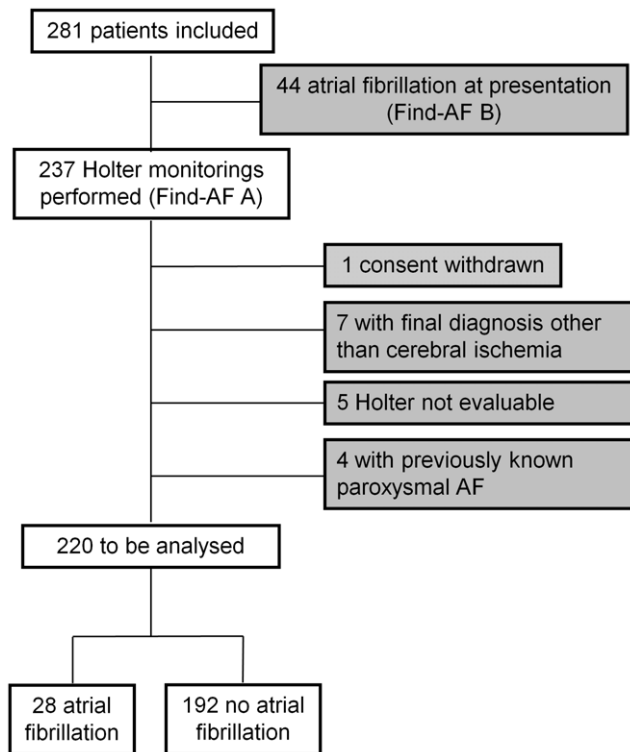 281 patients included
44 atrial fibrillation at presentation
(Find-AF B)
237 Holter monitorings
performed (Find-AF A)
1 consent withdrawn
7 with final diagnosis other
than cerebral ischemia
5 Holter not evaluable
4 with previously known
paroxysmal AF
220 to be analysed
28 atrial
fibrillation
192 no atrial
fibrillation